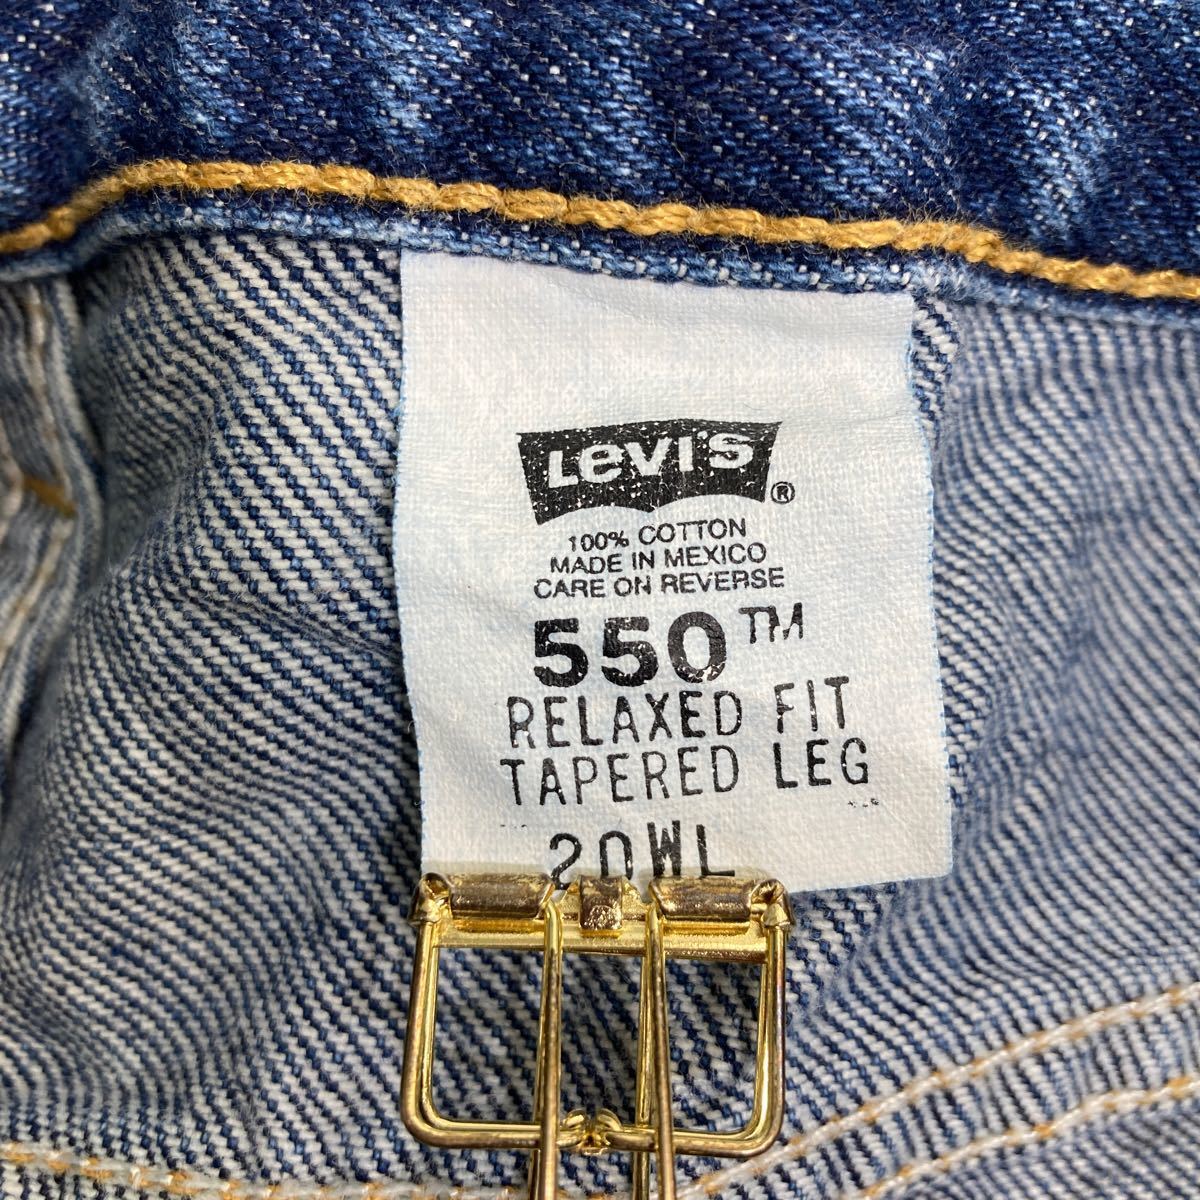 LEVI'S ®
100% COTTON
MADE IN MEXICO
CARE ON REVERSE
550™
RELAXED FIT
TAPERED LEG
20WL